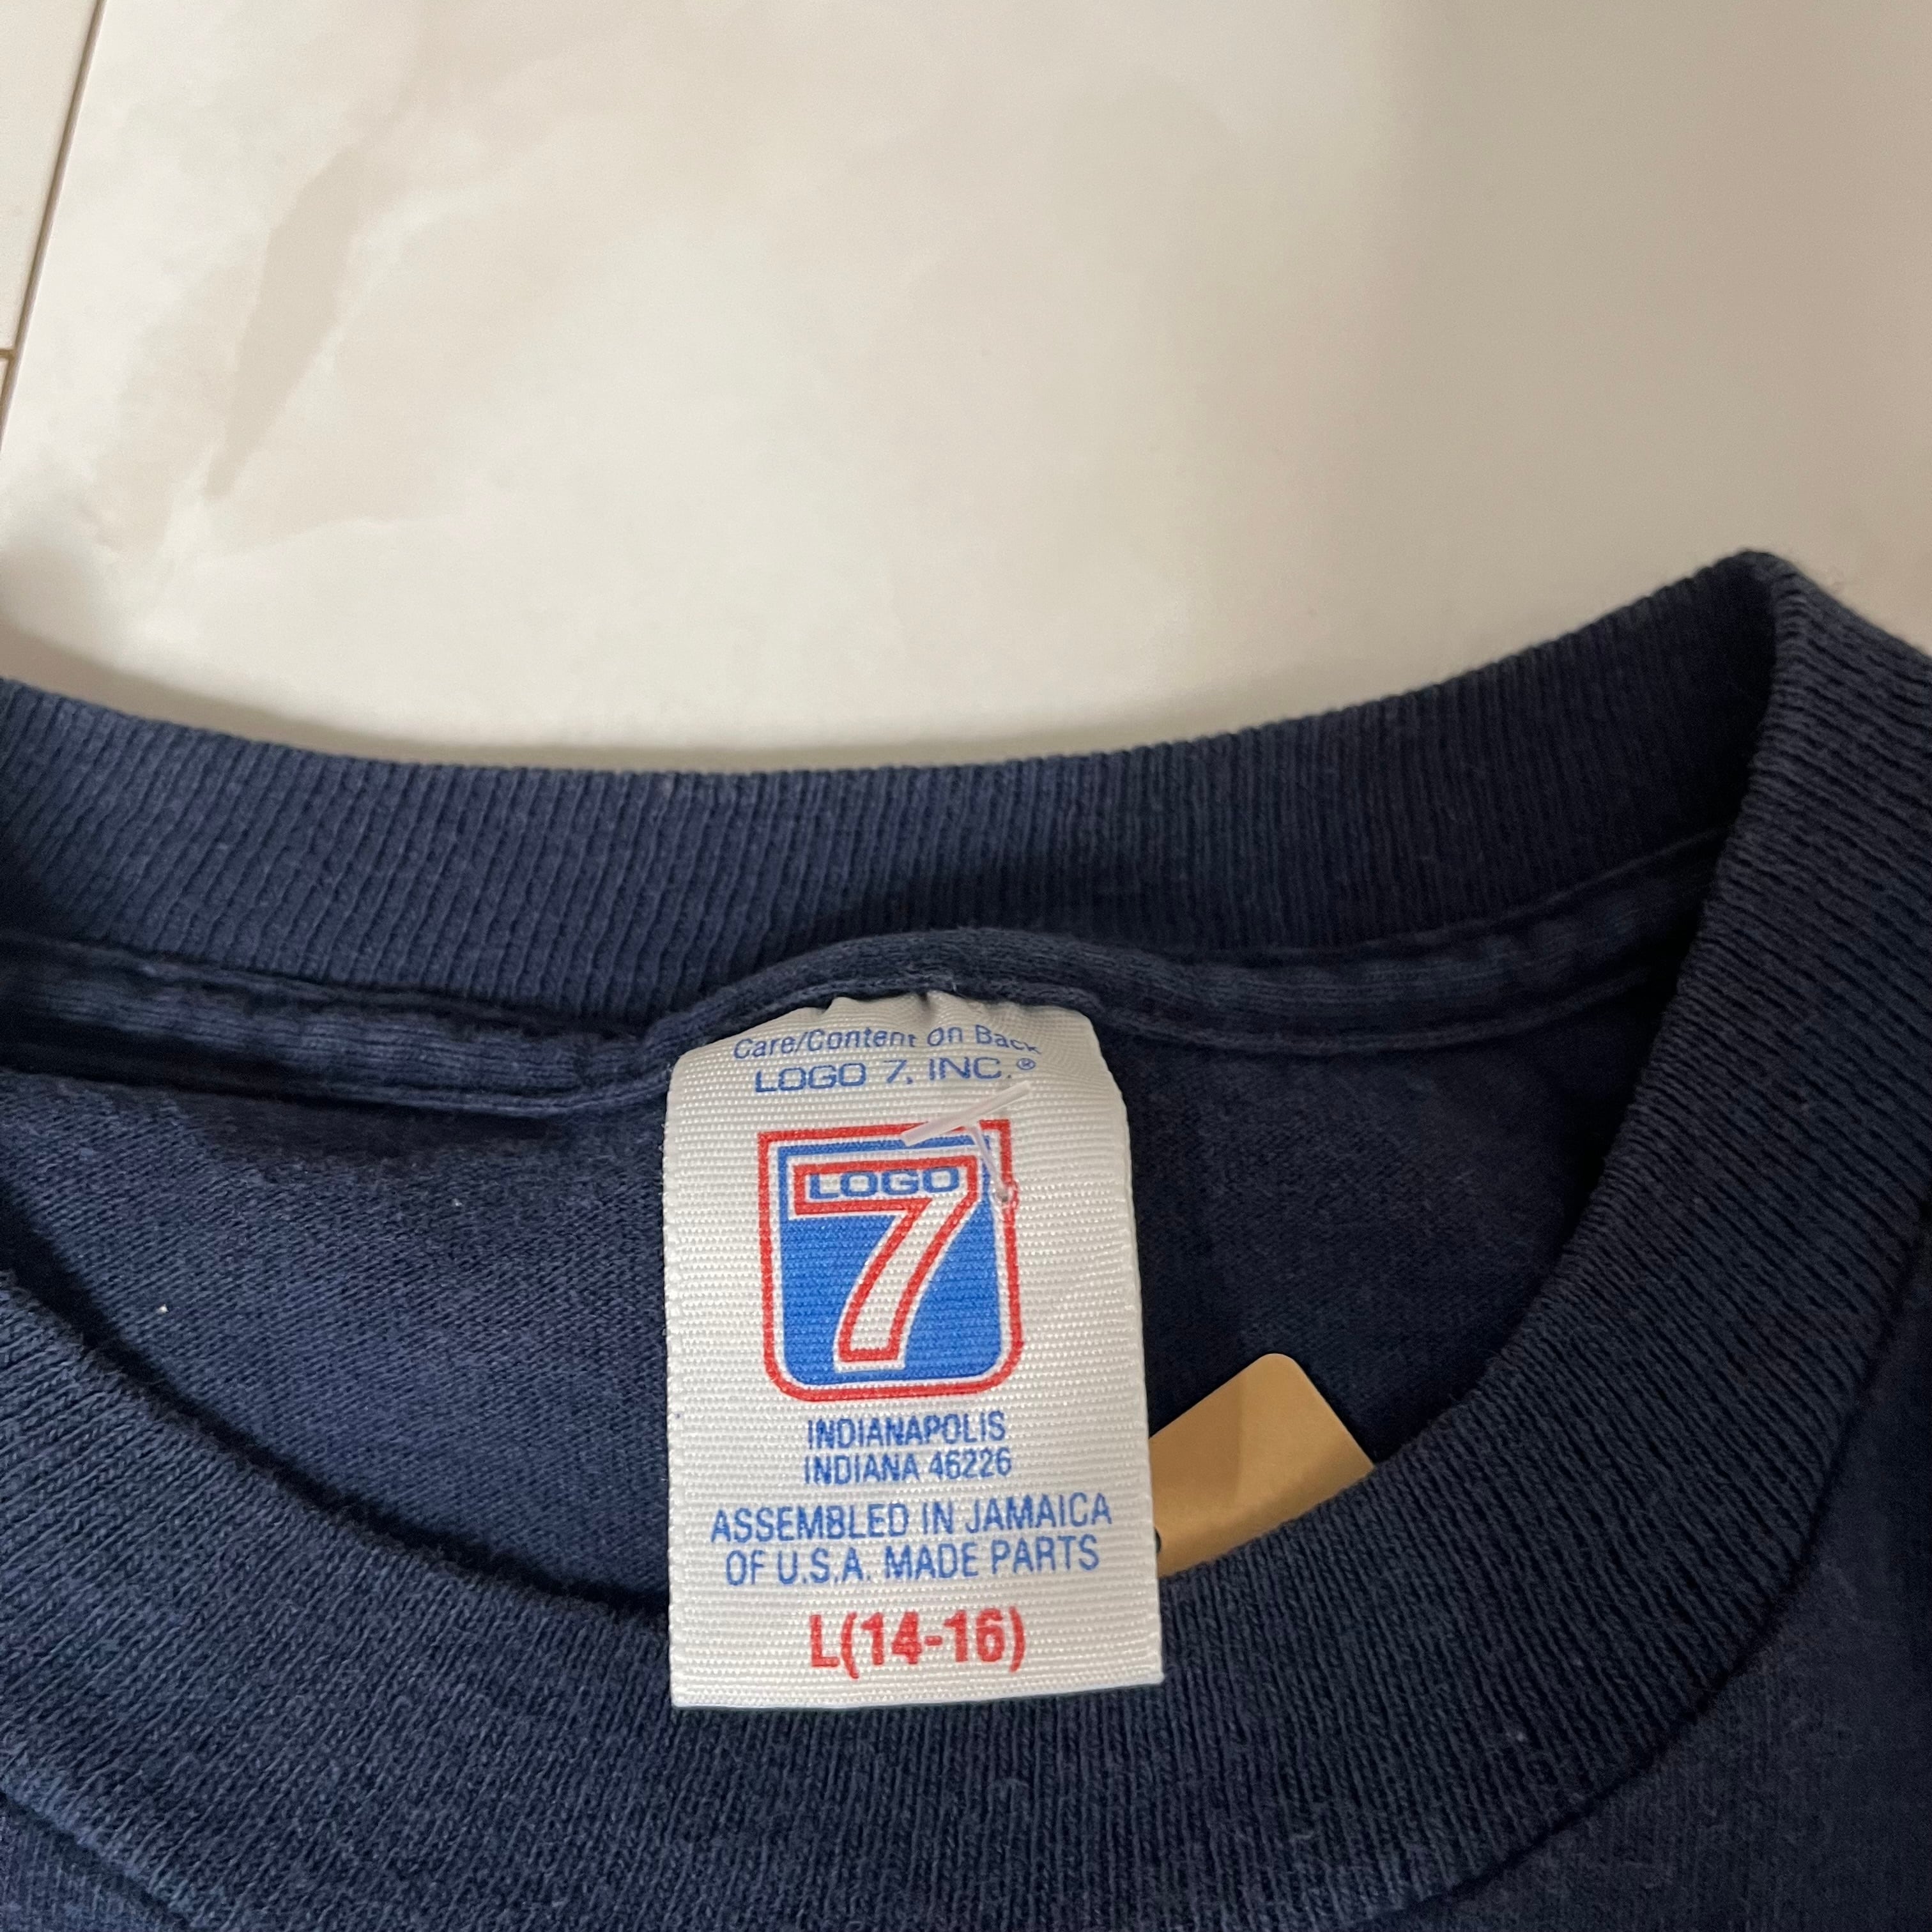 Care/Content On Back
LOGO 7, INC.®
LOGO
7
INDIANAPOLIS
INDIANA 46226
ASSEMBLED IN JAMAICA
OF U.S.A. MADE PARTS
L(14-16)